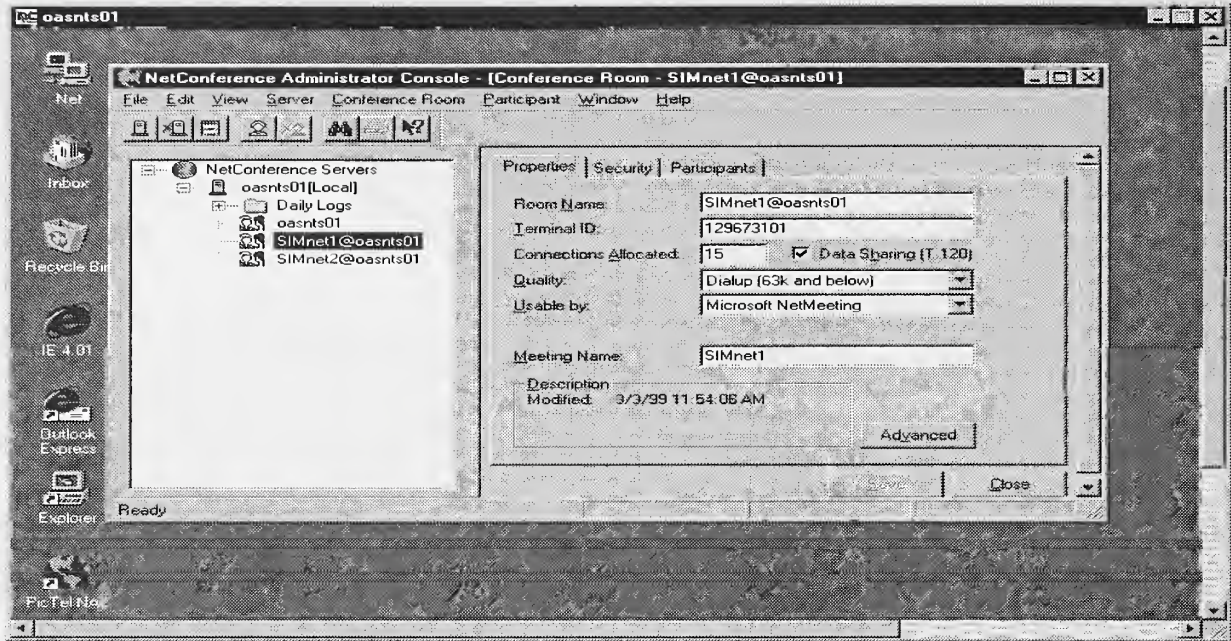 oasnts01
Net
Inbox
Recycle Bin
IE 4.01
Outlook
Express
Explorer
PicTel
NetConference Administrator Console - [Conference Room - SIMnet1@oasnts01]
File Edit View Server Conference Room Participant Window Help
NetConference Servers
oasnts01[Local]
Daily Logs
oasnts01
SIMnet1@oasnts01
SIMnet2@oasnts01
Properties Security Participants
Room Name: SIMnet1@oasnts01
Terminal ID: 129673101
Connections Allocated: 15 Data Sharing (T.120)
Quality: Dialup (63k and below)
Usable by: Microsoft NetMeeting
Meeting Name: SIMnet1
Description
Modified: 3/3/99 11:54:06 AM
Advanced
Save Close
Ready